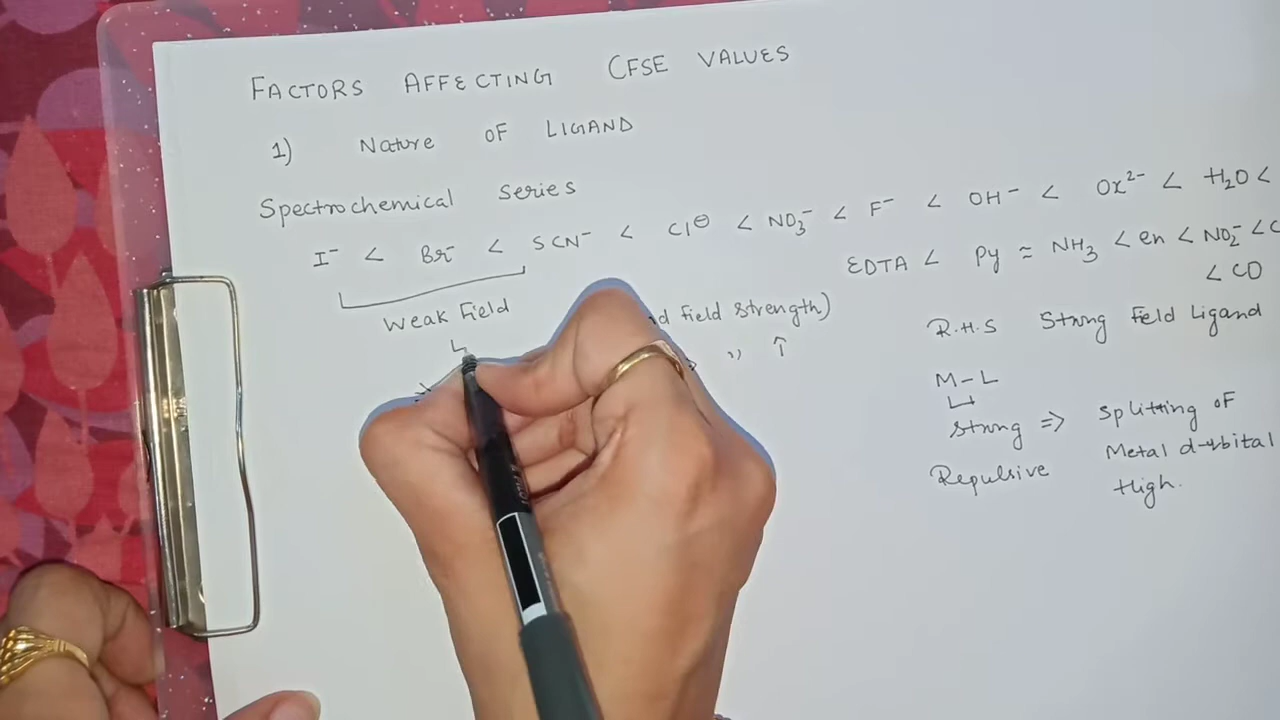 FACTORS AFFECTING CFSE VALUES
1) Nature OF LIGAND
Spectrochemical series
I⁻ < Br⁻ < SCN⁻ < Cl⊖ < NO₃⁻ < F⁻ < OH⁻ < Ox²⁻ < H₂O <
EDTA < Py ≈ NH₃ < en < NO₂⁻ <
< CO
Weak Field
field strength)
,, ↑
R.H.S Strong Field Ligand
M-L
strong => splitting of
Repulsive Metal d-orbital
High.